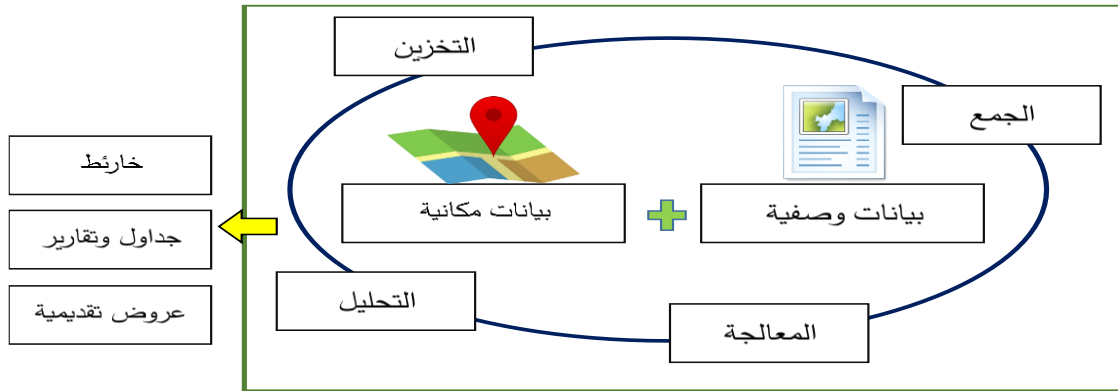 التخزين
الجمع
بيانات وصفية
بيانات مكانية
المعالجة
التحليل
خارئط
جداول وتقارير
عروض تقديمية